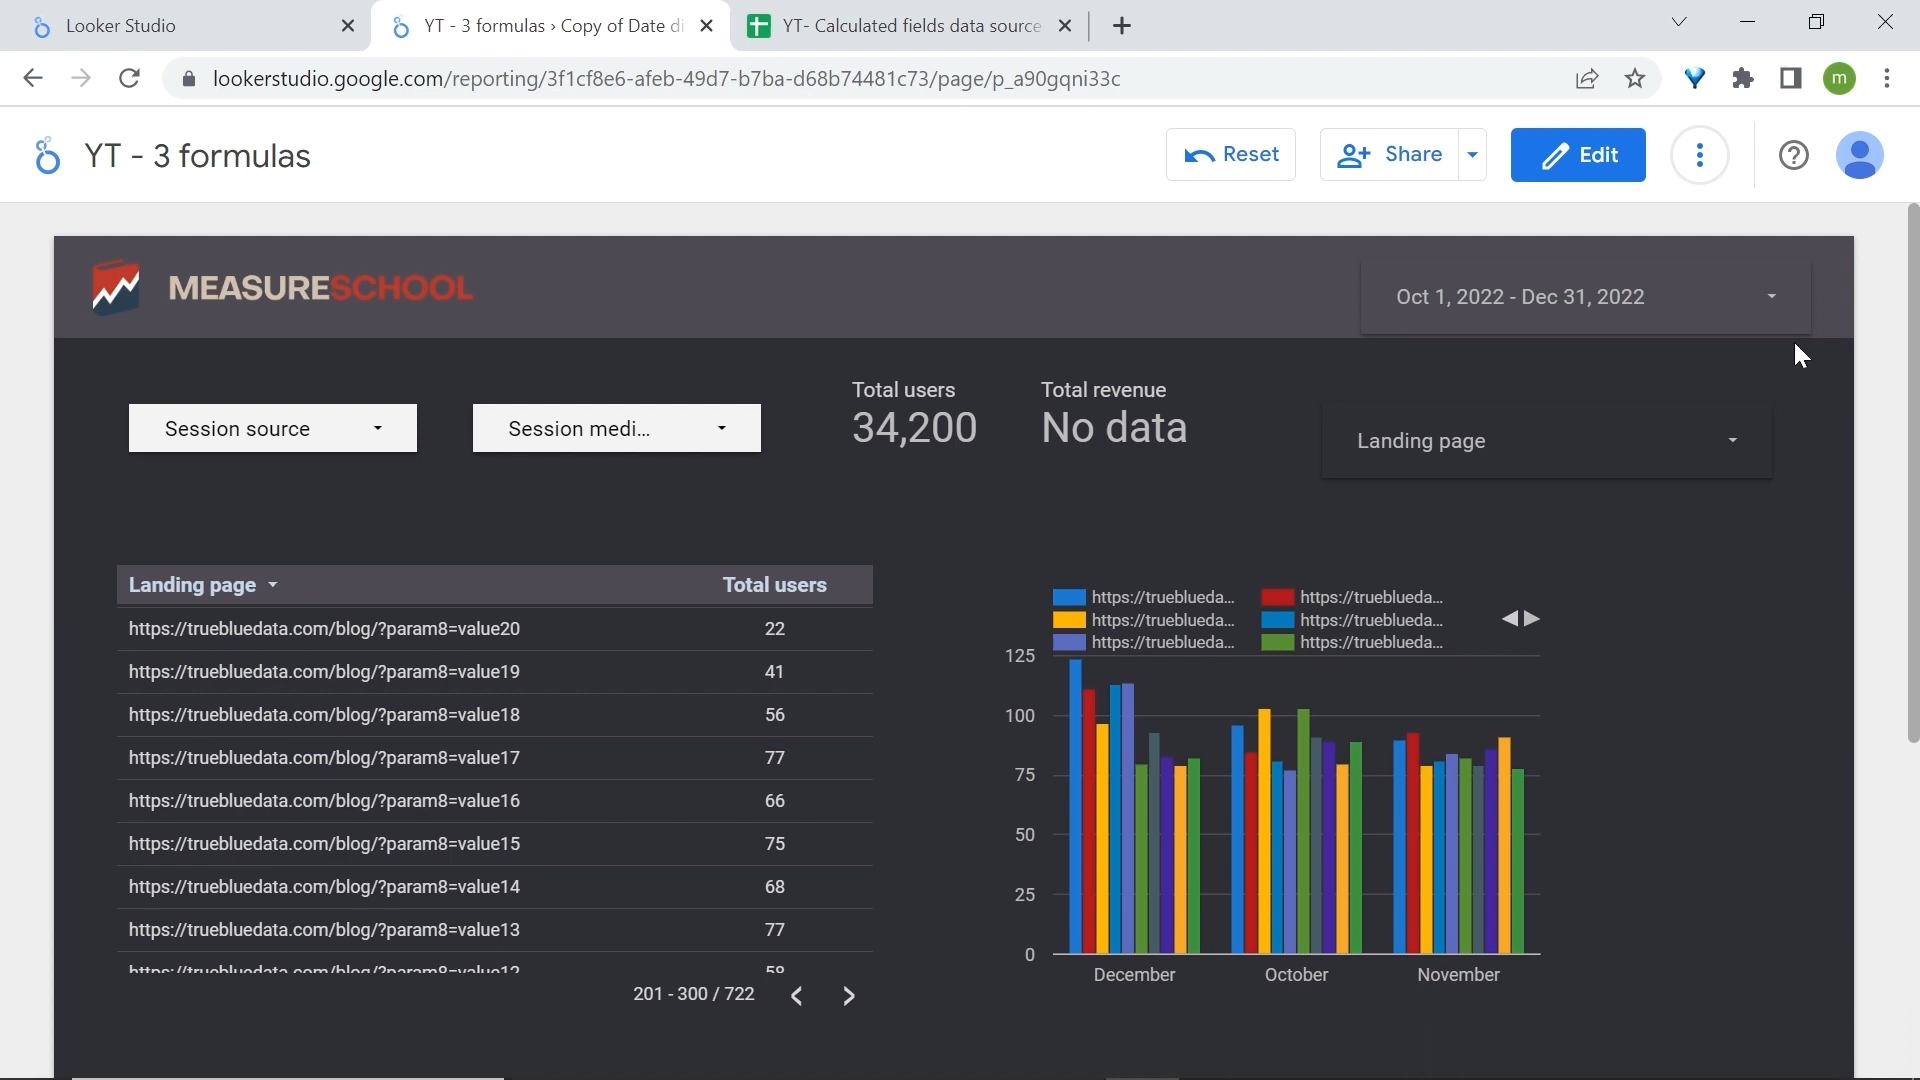 Looker Studio
YT - 3 formulas › Copy of Date di
YT- Calculated fields data source
lookerstudio.google.com/reporting/3f1cf8e6-afeb-49d7-b7ba-d68b74481c73/page/p_a90gqni33c
m
YT - 3 formulas
Reset
Share
Edit
MEASURESCHOOL
Oct 1, 2022 - Dec 31, 2022
Session source
Session medi...
Total users
34,200
Total revenue
No data
Landing page
Landing page Total users
https://truebluedata.com/blog/?param8=value20 22
https://truebluedata.com/blog/?param8=value19 41
https://truebluedata.com/blog/?param8=value18 56
https://truebluedata.com/blog/?param8=value17 77
https://truebluedata.com/blog/?param8=value16 66
https://truebluedata.com/blog/?param8=value15 75
https://truebluedata.com/blog/?param8=value14 68
https://truebluedata.com/blog/?param8=value13 77
https://truebluedata.com/blog/?param8=value12 58
201 - 300 / 722
https://trueblueda... https://trueblueda...
https://trueblueda... https://trueblueda...
https://trueblueda... https://trueblueda...
125
100
75
50
25
0
December October November